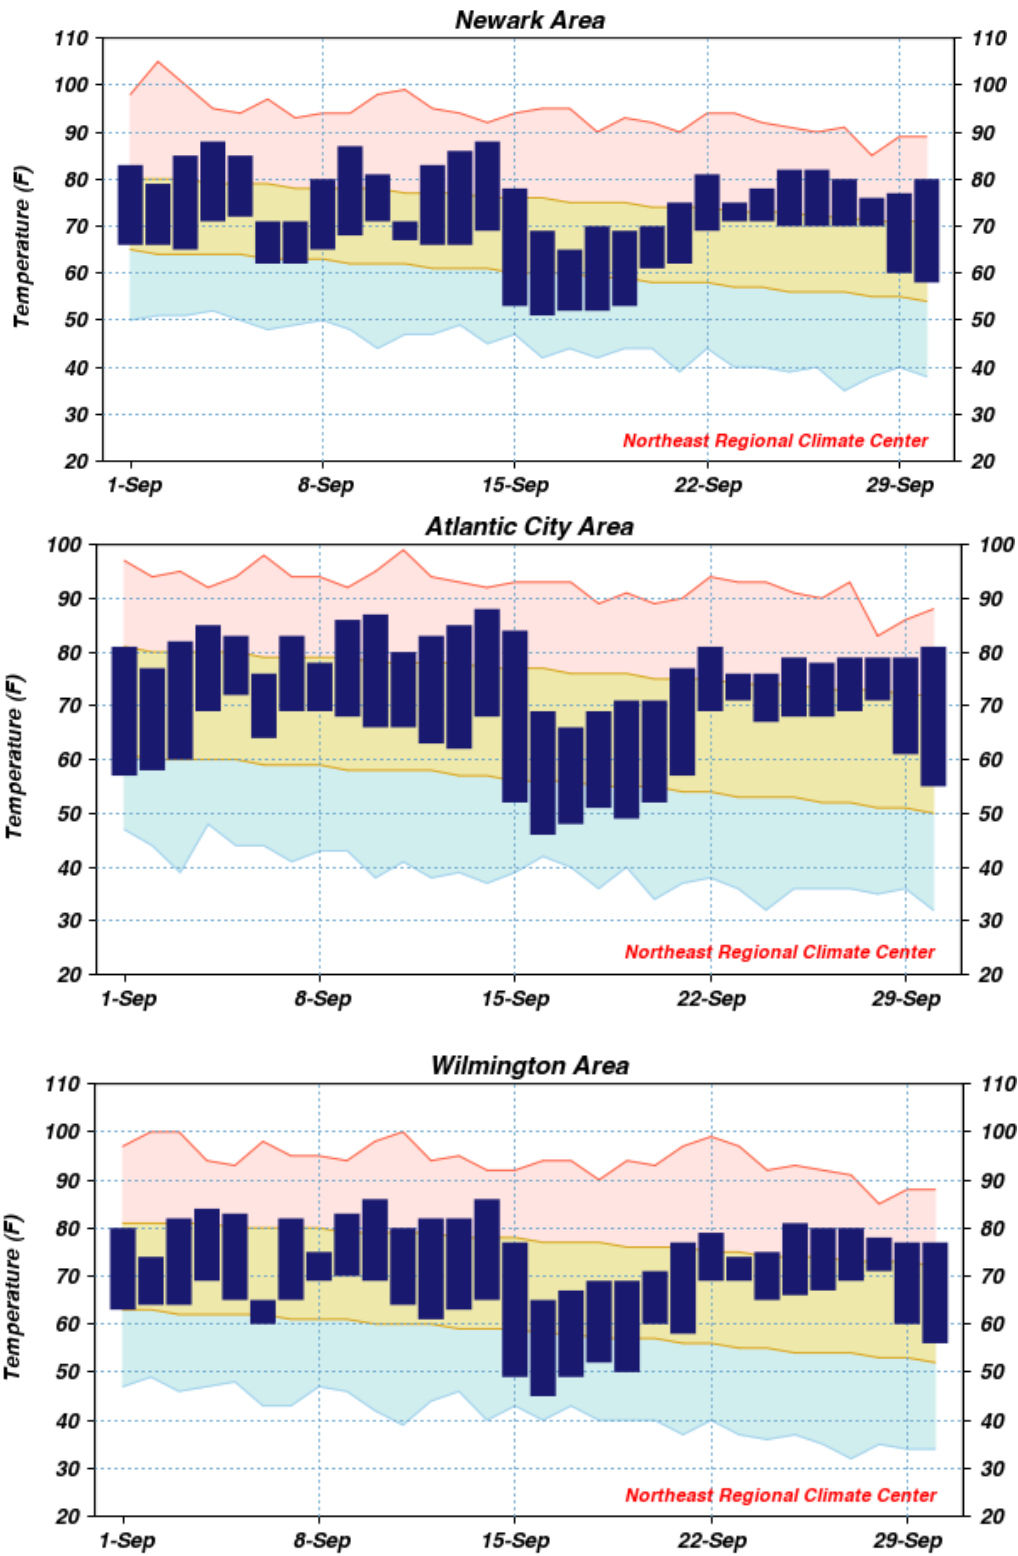 Newark Area
110 110
100 100
90 90
80 80
70 70
60 60
50 50
40 40
30 30
20 20
Temperature (F)
Northeast Regional Climate Center
1-Sep 8-Sep 15-Sep 22-Sep 29-Sep
Atlantic City Area
100 100
90 90
80 80
70 70
60 60
50 50
40 40
30 30
20 20
Temperature (F)
Northeast Regional Climate Center
1-Sep 8-Sep 15-Sep 22-Sep 29-Sep
Wilmington Area
110 110
100 100
90 90
80 80
70 70
60 60
50 50
40 40
30 30
20 20
Temperature (F)
Northeast Regional Climate Center
1-Sep 8-Sep 15-Sep 22-Sep 29-Sep